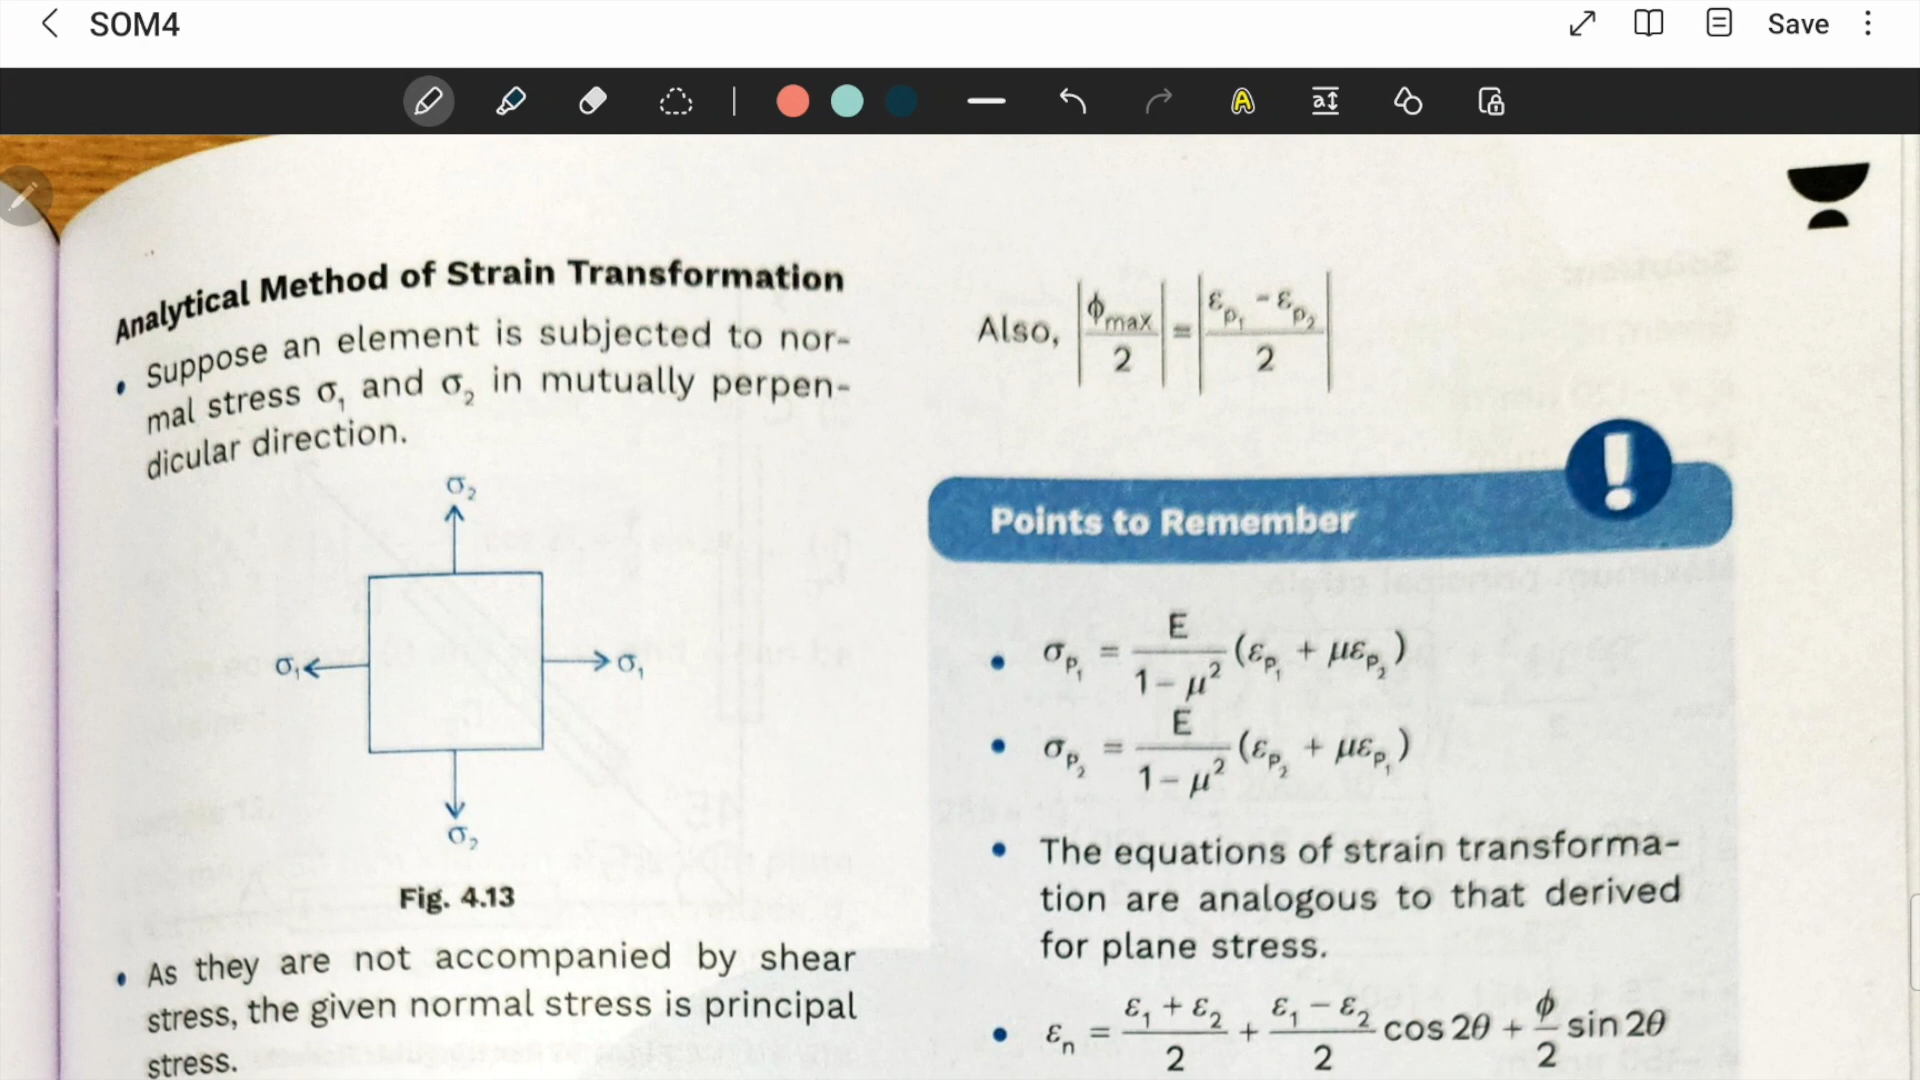 SOM4
Save
Analytical Method of Strain Transformation
• Suppose an element is subjected to nor-
mal stress σ₁ and σ₂ in mutually perpen-
dicular direction.
σ₂
σ₁
σ₁
σ₂
Fig. 4.13
• As they are not accompanied by shear
stress, the given normal stress is principal
stress.
Also, |ϕmax/2| = |(εp₁ - εp₂)/2|
Points to Remember
• σp₁ = E/(1-μ²) (εp₁ + μεp₂)
• σp₂ = E/(1-μ²) (εp₂ + μεp₁)
• The equations of strain transforma-
tion are analogous to that derived
for plane stress.
• εn = (ε₁ + ε₂)/2 + (ε₁ - ε₂)/2 cos2θ + ϕ/2 sin2θ